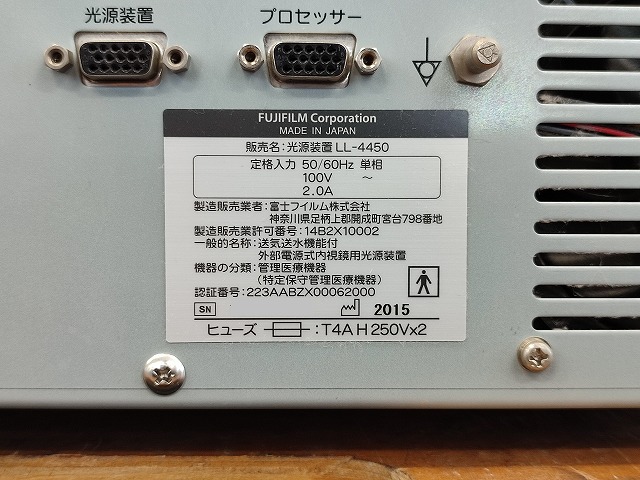 光源装置
プロセッサー
FUJIFILM Corporation
MADE IN JAPAN
販売名:光源装置 LL-4450
定格入力 50/60Hz 単相
100V ～
2.0A
製造販売業者:富士フイルム株式会社
神奈川県足柄上郡開成町宮台798番地
製造販売業許可番号:14B2X10002
一般的名称:送気送水機能付
外部電源式内視鏡用光源装置
機器の分類:管理医療機器
(特定保守管理医療機器)
認証番号:223AABZX00062000
SN 2015
ヒューズ :T4A H 250V×2